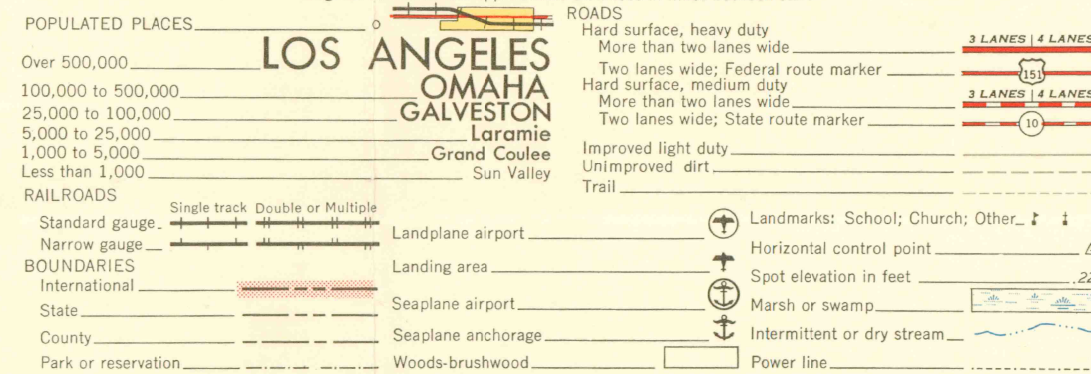 POPULATED PLACES
Over 500,000 LOS ANGELES
100,000 to 500,000 OMAHA
25,000 to 100,000 GALVESTON
5,000 to 25,000 Laramie
1,000 to 5,000 Grand Coulee
Less than 1,000 Sun Valley
RAILROADS
Single track Double or Multiple
Standard gauge
Narrow gauge
BOUNDARIES
International
State
County
Park or reservation
Landplane airport
Landing area
Seaplane airport
Seaplane anchorage
Woods-brushwood
ROADS
Hard surface, heavy duty
More than two lanes wide 3 LANES | 4 LANES
Two lanes wide; Federal route marker 151
Hard surface, medium duty
More than two lanes wide 3 LANES | 4 LANES
Two lanes wide; State route marker 10
Improved light duty
Unimproved dirt
Trail
Landmarks: School; Church; Other
Horizontal control point
Spot elevation in feet
Marsh or swamp
Intermittent or dry stream
Power line